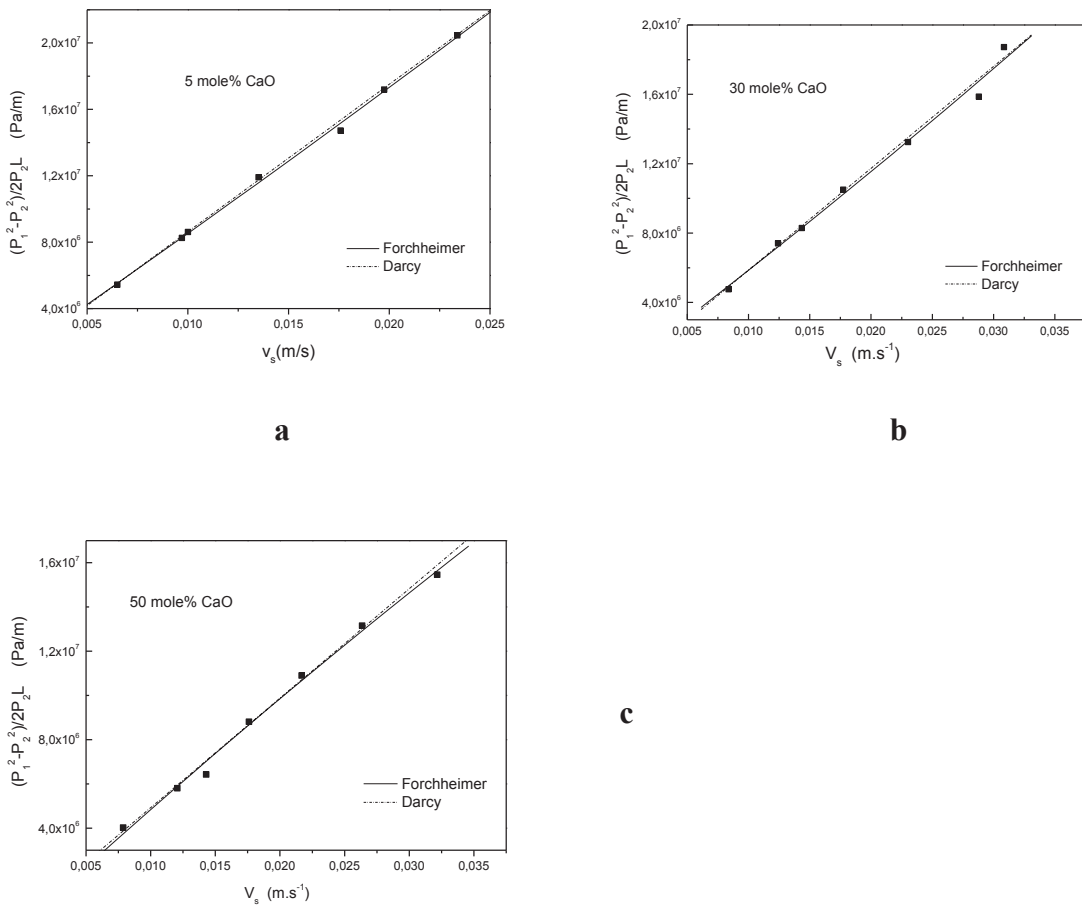 2,0x10⁷
1,6x10⁷
1,2x10⁷
8,0x10⁶
4,0x10⁶
(P₁²-P₂²)/2P₂L (Pa/m)
5 mole% CaO
Forchheimer
Darcy
0,005 0,010 0,015 0,020 0,025
vₛ(m/s)
a
2,0x10⁷
1,6x10⁷
1,2x10⁷
8,0x10⁶
4,0x10⁶
(P₁²-P₂²)/2P₂L (Pa/m)
30 mole% CaO
Forchheimer
Darcy
0,005 0,010 0,015 0,020 0,025 0,030 0,035
Vₛ (m.s⁻¹)
b
1,6x10⁷
1,2x10⁷
8,0x10⁶
4,0x10⁶
(P₁²-P₂²)/2P₂L (Pa/m)
50 mole% CaO
Forchheimer
Darcy
0,005 0,010 0,015 0,020 0,025 0,030 0,035
Vₛ (m.s⁻¹)
c